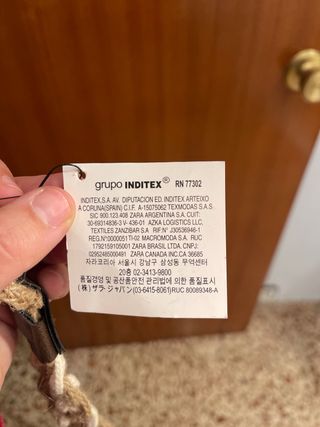 grupo INDITEX® RN 77302
INDITEX,S.A. AV. DIPUTACION ED. INDITEX ARTEIXO
A CORUNA(SPAIN) C.I.F. A-15075062 TEXMODAS S.A.S.
SIC 900.123.408 ZARA ARGENTINA S.A. CUIT:
30-69314836-3 V- 436-01 AZKA LOGISTICS LLC.
TEXTILES ZANZIBAR S.A RIF N. J30536946-1
REG.Nº0000051TI-02 MACROMODA S.A. RUC
1792159105001 ZARA BRASIL LTDA. CNPJ:
02952485000491 ZARA CANADA INC.CA 30685
자라코리아 서울시 강남구 삼성동 무역센터
20층 02-3413-9800
품질경영 및 공산품안전 관리법에 의한 품질표시
(株) ザラ・ジャパン(03-6415-8061)RUC 80089348-A